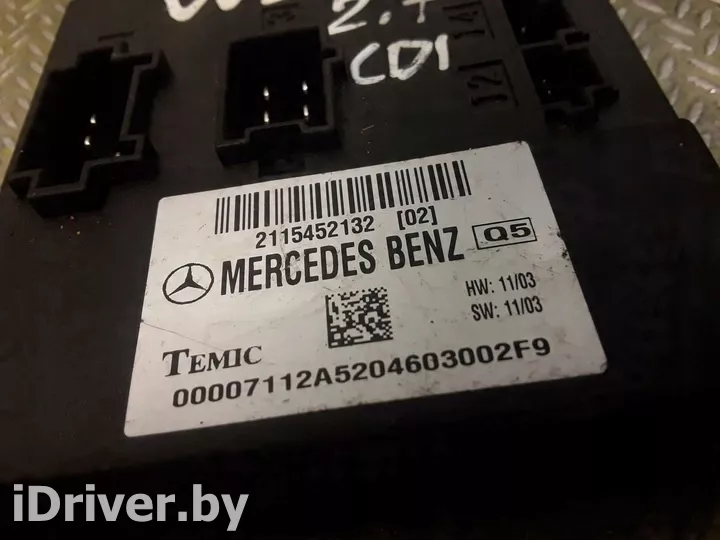 3
2.7
CDI
14
12
2115452132 [02]
MERCEDES BENZ Q5
HW: 11/03
SW: 11/03
TEMIC
00007112A5204603002F9
iDriver.by